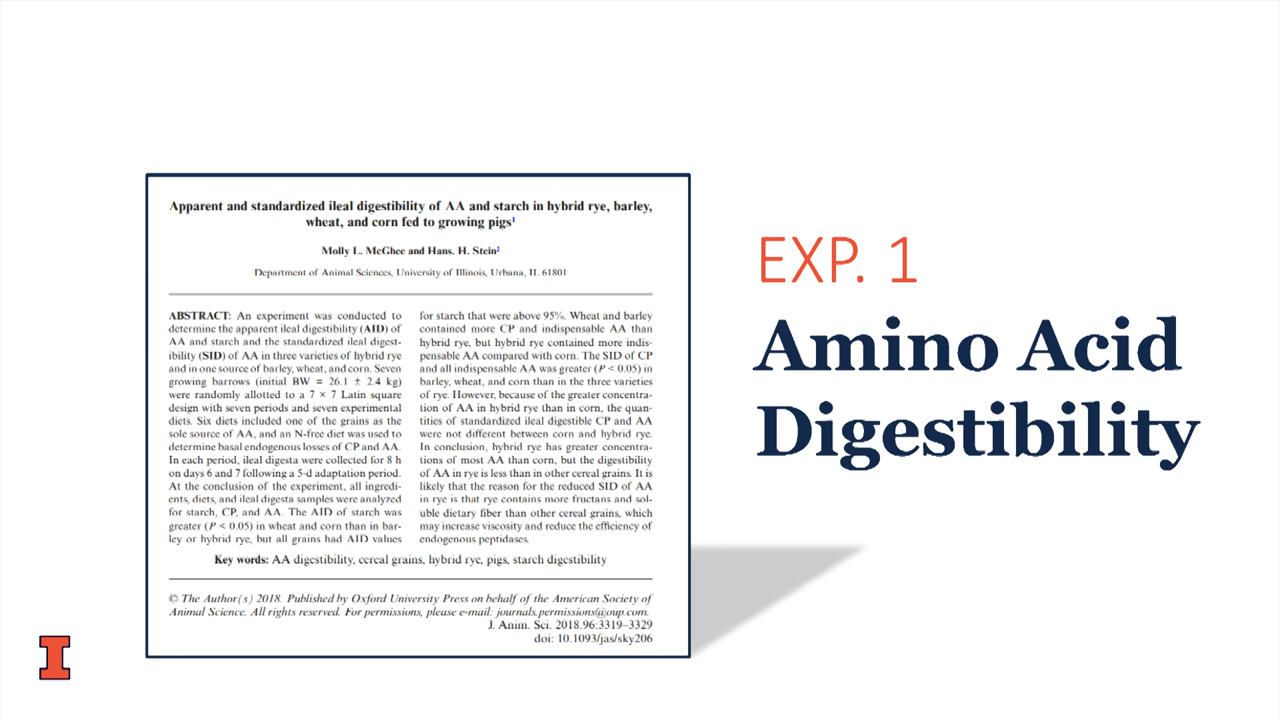 Apparent and standardized ileal digestibility of AA and starch in hybrid rye, barley,
wheat, and corn fed to growing pigs¹
Molly L. McGhee and Hans. H. Stein²
Department of Animal Sciences, University of Illinois, Urbana, IL 61801
ABSTRACT: An experiment was conducted to
determine the apparent ileal digestibility (AID) of
AA and starch and the standardized ileal digest-
ibility (SID) of AA in three varieties of hybrid rye
and in one source of barley, wheat, and corn. Seven
growing barrows (initial BW = 26.1 ± 2.4 kg)
were randomly allotted to a 7 × 7 Latin square
design with seven periods and seven experimental
diets. Six diets included one of the grains as the
sole source of AA, and an N-free diet was used to
determine basal endogenous losses of CP and AA.
In each period, ileal digesta were collected for 8 h
on days 6 and 7 following a 5-d adaptation period.
At the conclusion of the experiment, all ingredi-
ents, diets, and ileal digesta samples were analyzed
for starch, CP, and AA. The AID of starch was
greater (P < 0.05) in wheat and corn than in bar-
ley or hybrid rye, but all grains had AID values
for starch that were above 95%. Wheat and barley
contained more CP and indispensable AA than
hybrid rye, but hybrid rye contained more indis-
pensable AA compared with corn. The SID of CP
and all indispensable AA was greater (P < 0.05) in
barley, wheat, and corn than in the three varieties
of rye. However, because of the greater concentra-
tion of AA in hybrid rye than in corn, the quan-
tities of standardized ileal digestible CP and AA
were not different between corn and hybrid rye.
In conclusion, hybrid rye has greater concentra-
tions of most AA than corn, but the digestibility
of AA in rye is less than in other cereal grains. It is
likely that the reason for the reduced SID of AA
in rye is that rye contains more fructans and sol-
uble dietary fiber than other cereal grains, which
may increase viscosity and reduce the efficiency of
endogenous peptidases.
Key words: AA digestibility, cereal grains, hybrid rye, pigs, starch digestibility
© The Author(s) 2018. Published by Oxford University Press on behalf of the American Society of
Animal Science. All rights reserved. For permissions, please e-mail: journals.permissions@oup.com.
J. Anim. Sci. 2018.96:3319–3329
doi: 10.1093/jas/sky206
EXP. 1
Amino Acid
Digestibility
I